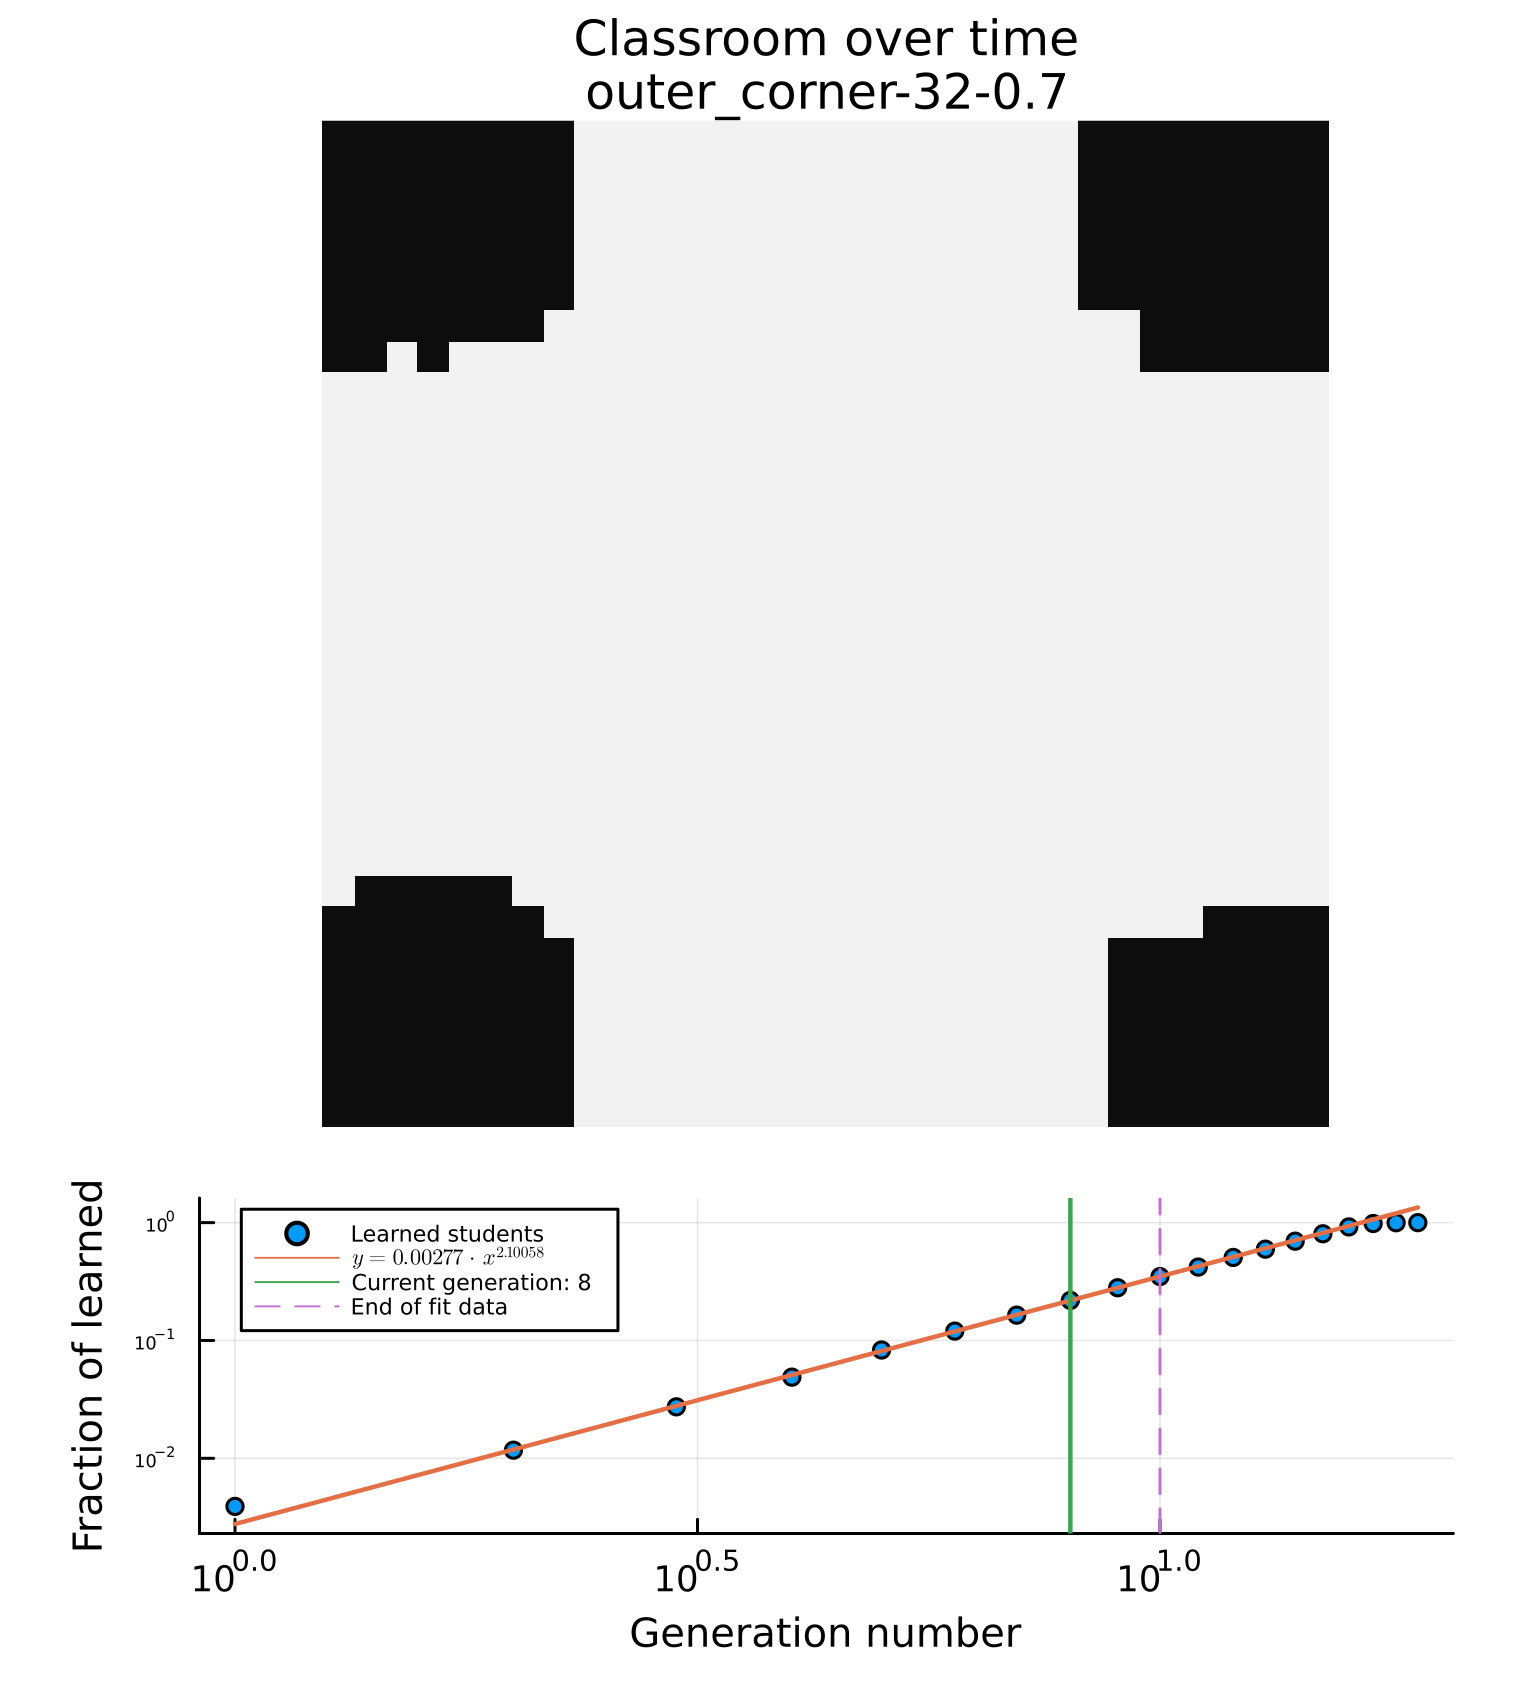 Classroom over time
outer_corner-32-0.7
Fraction of learned
10^0
10^−1
10^−2
Learned students
y = 0.00277 · x^2.10058
Current generation: 8
End of fit data
10^0.0 10^0.5 10^1.0
Generation number